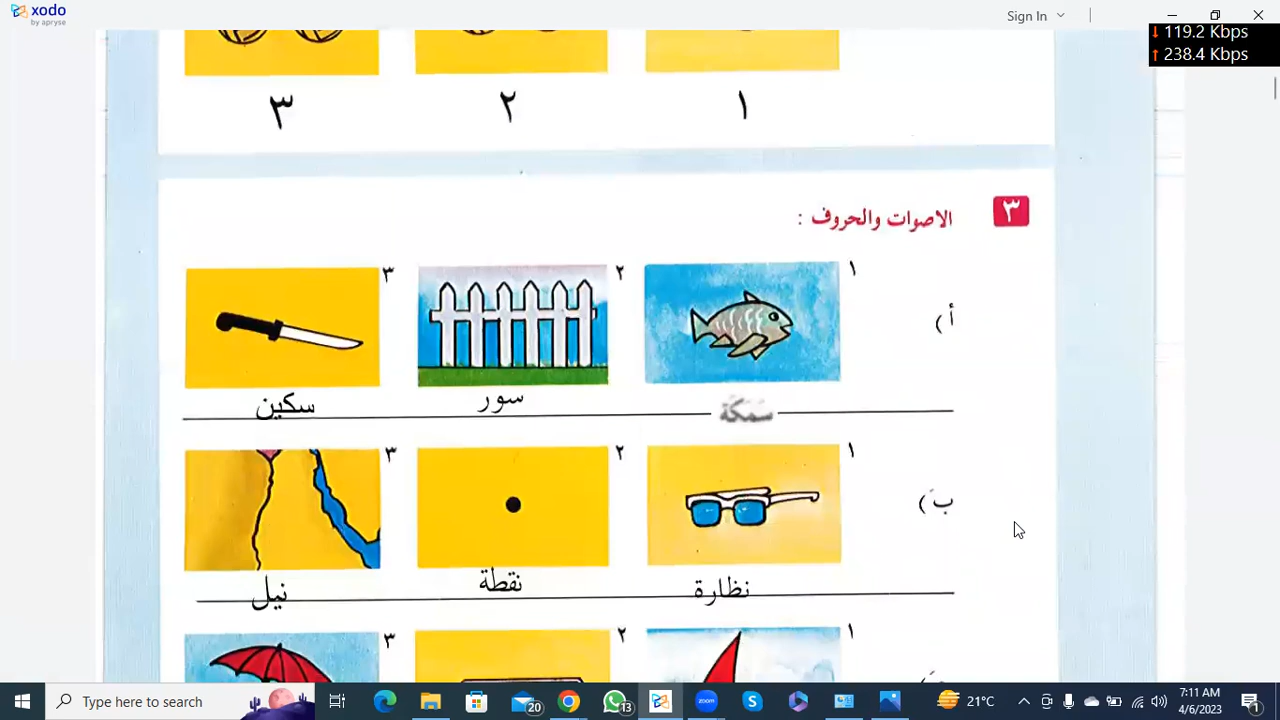 xodo
by apryse
Sign In
↓ 119.2 Kbps
↑ 238.4 Kbps
١ ٢ ٣
٣ الاصوات والحروف :
أ ) ١ ٢ ٣
سَمَكَة سور سكين
بَ ) ١ ٢ ٣
نظارة نقطة نيل
١ ٢ ٣
Type here to search
20
13
zoom
21°C
7:11 AM
4/6/2023
1